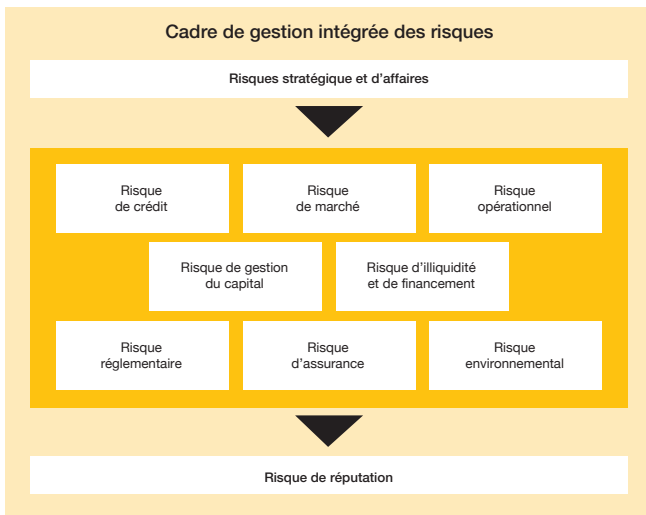 Cadre de gestion intégrée des risques
Risques stratégique et d'affaires
Risque
de crédit
Risque
de marché
Risque
opérationnel
Risque de gestion
du capital
Risque d'illiquidité
et de financement
Risque
réglementaire
Risque
d'assurance
Risque
environnemental
Risque de réputation